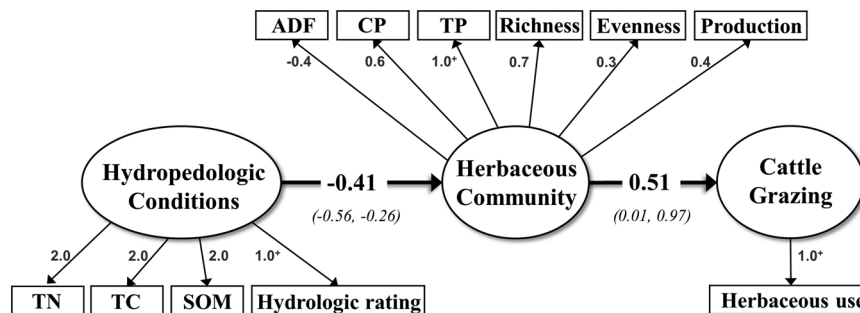 ADF CP TP Richness Evenness Production
-0.4 0.6 1.0+ 0.7 0.3 0.4
Hydropedologic
Conditions
-0.41
(-0.56, -0.26)
Herbaceous
Community
0.51
(0.01, 0.97)
Cattle
Grazing
2.0 2.0 2.0 1.0+ 1.0+
TN TC SOM Hydrologic rating Herbaceous use